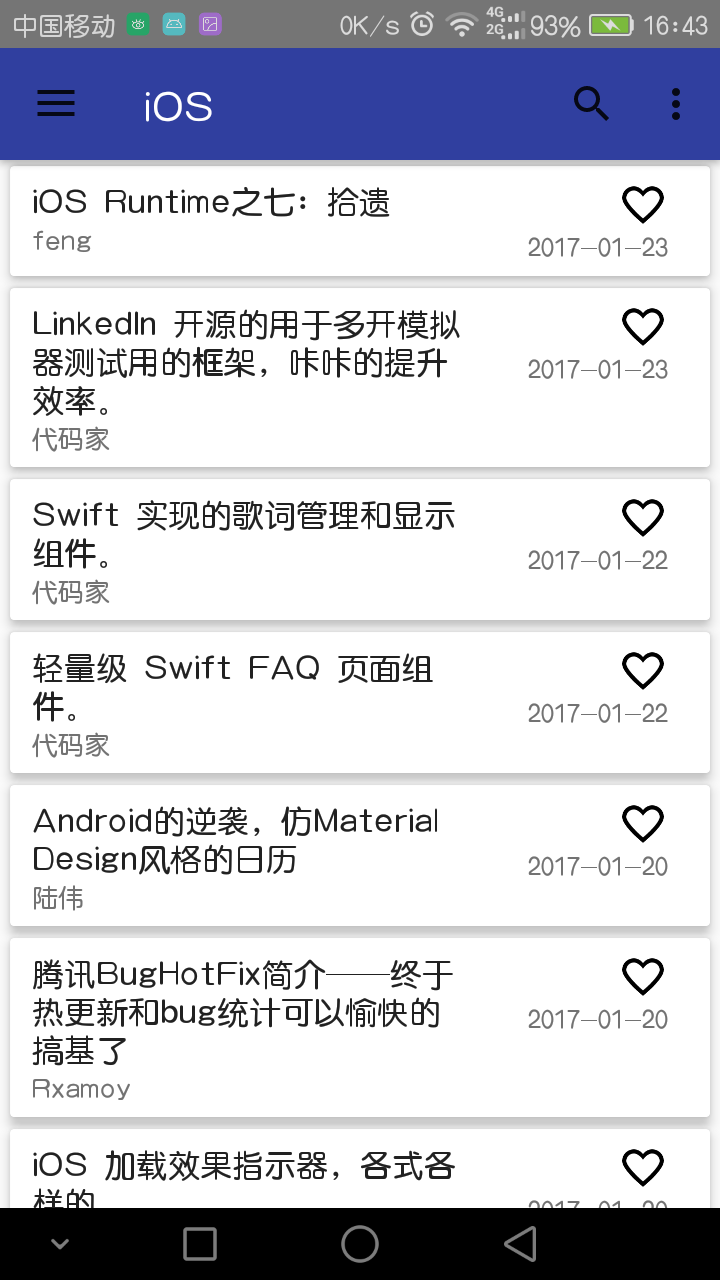 中国移动 0K/s 4G 2G 93% 16:43
iOS
iOS Runtime之七：拾遗
feng
2017-01-23
LinkedIn 开源的用于多开模拟
器测试用的框架，咔咔的提升
效率。
代码家
2017-01-23
Swift 实现的歌词管理和显示
组件。
代码家
2017-01-22
轻量级 Swift FAQ 页面组
件。
代码家
2017-01-22
Android的逆袭，仿Material
Design风格的日历
陆伟
2017-01-20
腾讯BugHotFix简介——终于
热更新和bug统计可以愉快的
搞基了
Rxamoy
2017-01-20
iOS 加载效果指示器，各式各
样的
2017-01-20